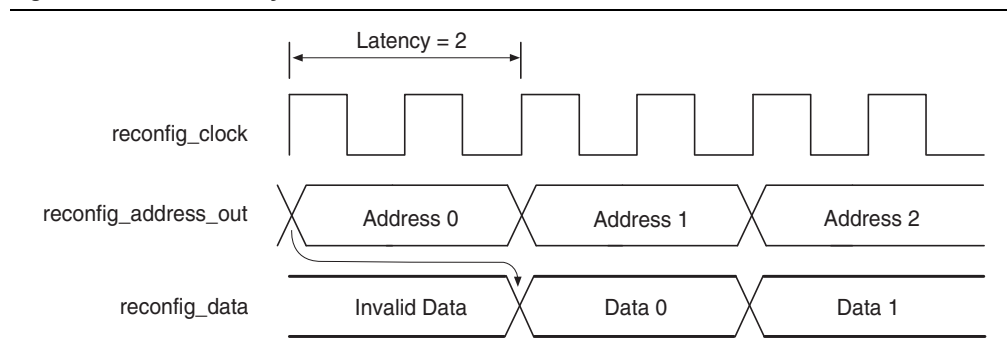 Latency = 2
reconfig_clock
reconfig_address_out
Address 0
Address 1
Address 2
reconfig_data
Invalid Data
Data 0
Data 1